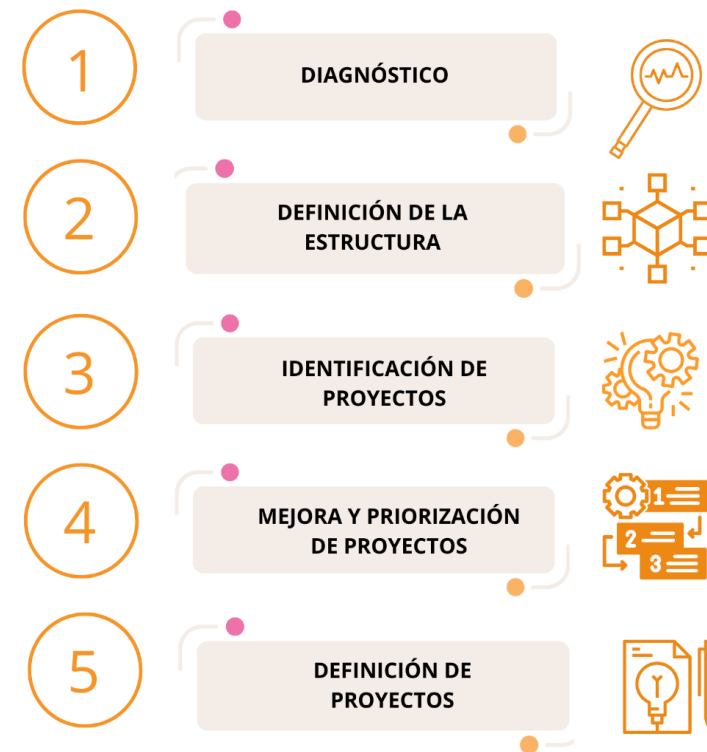 1
DIAGNÓSTICO
2
DEFINICIÓN DE LA
ESTRUCTURA
3
IDENTIFICACIÓN DE
PROYECTOS
4
MEJORA Y PRIORIZACIÓN
DE PROYECTOS
1
2
3
5
DEFINICIÓN DE
PROYECTOS